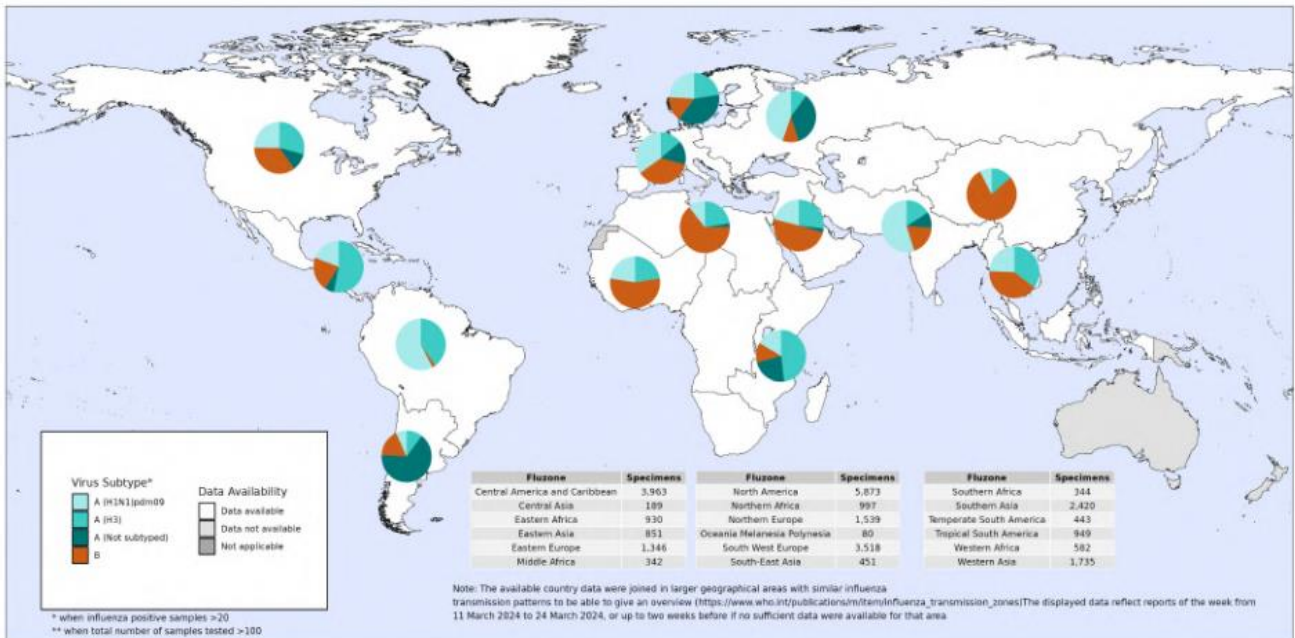 Virus Subtype*
A (H1N1)pdm09
A (H3)
A (Not subtyped)
B
Data Availability
Data available
Data not available
Not applicable
* when influenza positive samples >20
** when total number of samples tested >100
Fluzone Specimens
Central America and Caribbean 3,963
Central Asia 189
Eastern Africa 930
Eastern Asia 851
Eastern Europe 1,346
Middle Africa 342
Fluzone Specimens
North America 5,873
Northern Africa 997
Northern Europe 1,539
Oceania Melanesia Polynesia 80
South West Europe 3,518
South-East Asia 451
Fluzone Specimens
Southern Africa 344
Southern Asia 2,420
Temperate South America 443
Tropical South America 949
Western Africa 582
Western Asia 1,735
Note: The available country data were joined in larger geographical areas with similar influenza
transmission patterns to be able to give an overview (https://www.who.int/publications/m/item/influenza_transmission_zones)The displayed data reflect reports of the week from
11 March 2024 to 24 March 2024, or up to two weeks before if no sufficient data were available for that area